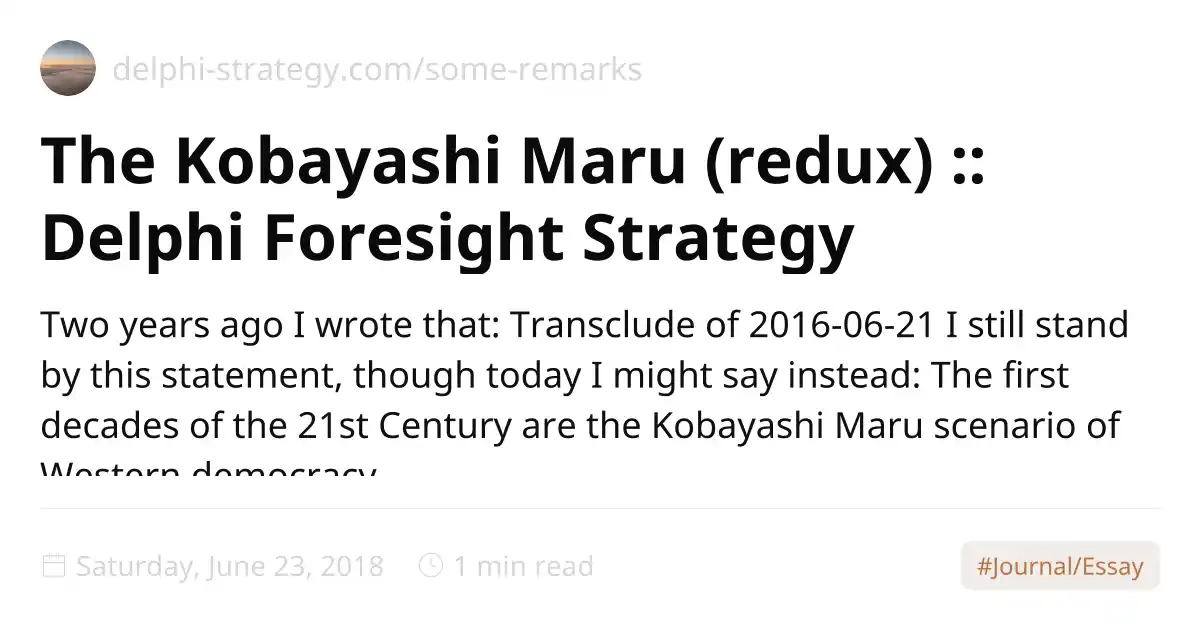 delphi-strategy.com/some-remarks
The Kobayashi Maru (redux) ::
Delphi Foresight Strategy
Two years ago I wrote that: Transclude of 2016-06-21 I still stand
by this statement, though today I might say instead: The first
decades of the 21st Century are the Kobayashi Maru scenario of
Western democracy
Saturday, June 23, 2018
1 min read
#Journal/Essay